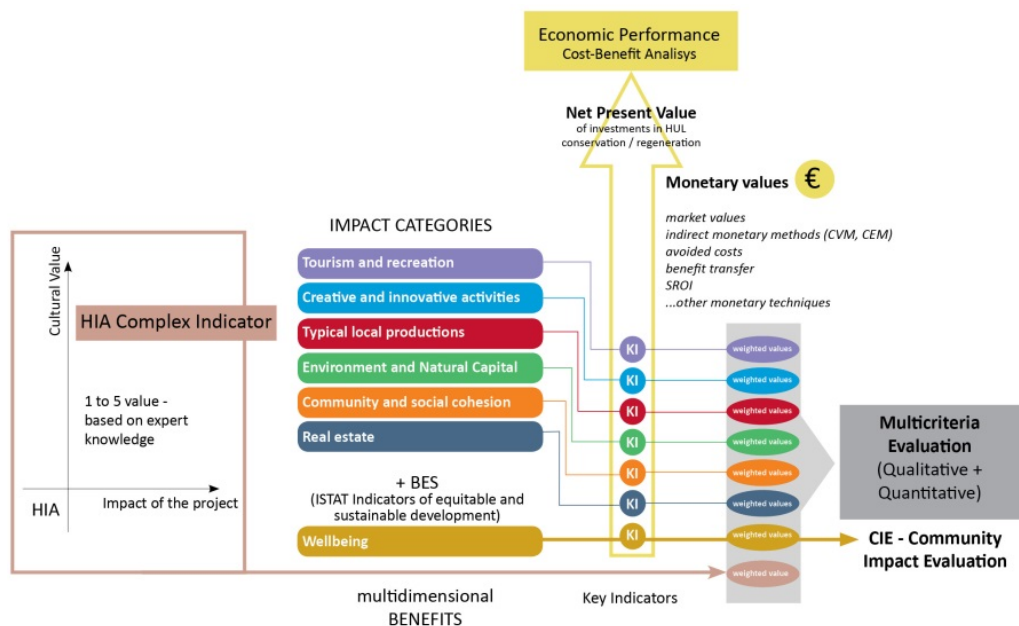 Economic Performance
Cost-Benefit Analisys
Net Present Value
of investments in HUL
conservation / regeneration
Monetary values €
market values
indirect monetary methods (CVM, CEM)
avoided costs
benefit transfer
SROI
...other monetary techniques
IMPACT CATEGORIES
Tourism and recreation
Creative and innovative activities
Typical local productions
Environment and Natural Capital
Community and social cohesion
Real estate
+ BES
(ISTAT Indicators of equitable and
sustainable development)
Wellbeing
Cultural Value
HIA Complex Indicator
1 to 5 value -
based on expert
knowledge
HIA
Impact of the project
KI
KI
KI
KI
KI
KI
KI
weighted values
weighted values
weighted values
weighted values
weighted values
weighted values
weighted values
weighted value
Multicriteria
Evaluation
(Qualitative +
Quantitative)
CIE - Community
Impact Evaluation
multidimensional
BENEFITS
Key Indicators